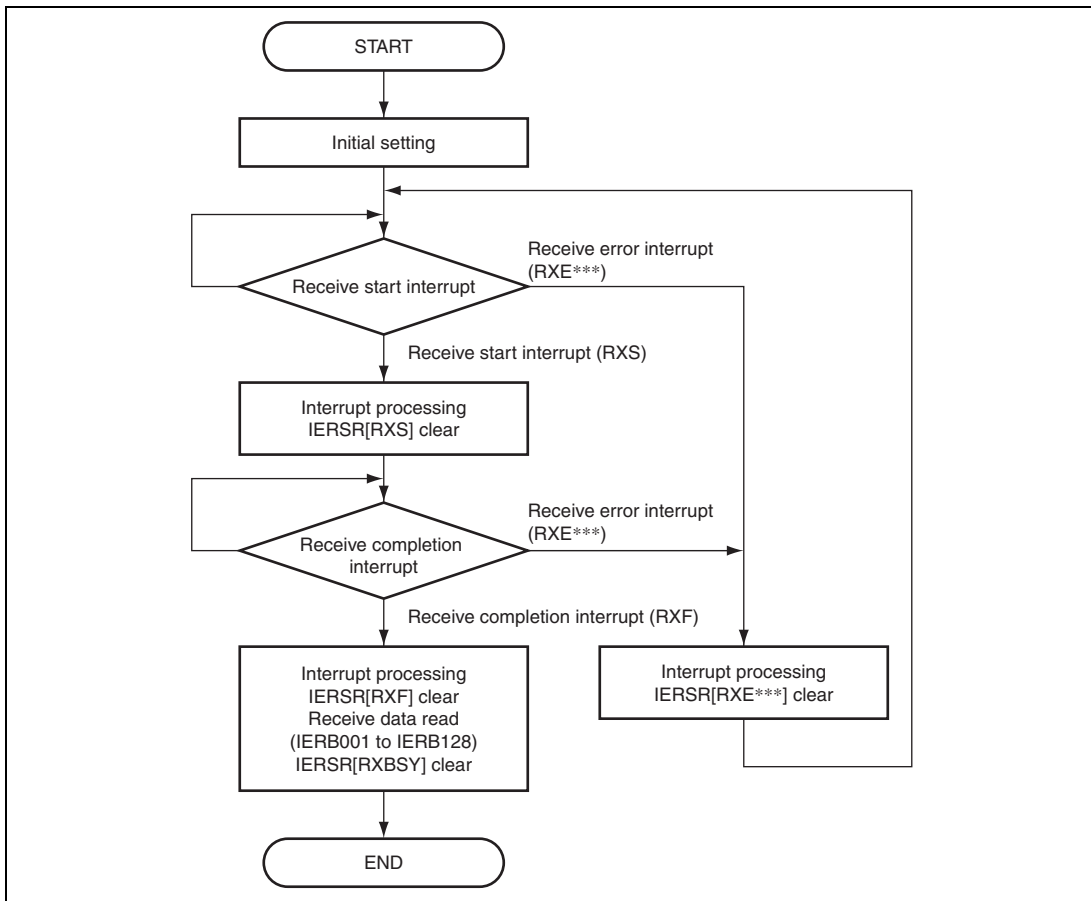 START
Initial setting
Receive error interrupt
(RXE***)
Receive start interrupt
Receive start interrupt (RXS)
Interrupt processing
IERSR[RXS] clear
Receive error interrupt
(RXE***)
Receive completion
interrupt
Receive completion interrupt (RXF)
Interrupt processing
IERSR[RXF] clear
Receive data read
(IERB001 to IERB128)
IERSR[RXBSY] clear
Interrupt processing
IERSR[RXE***] clear
END